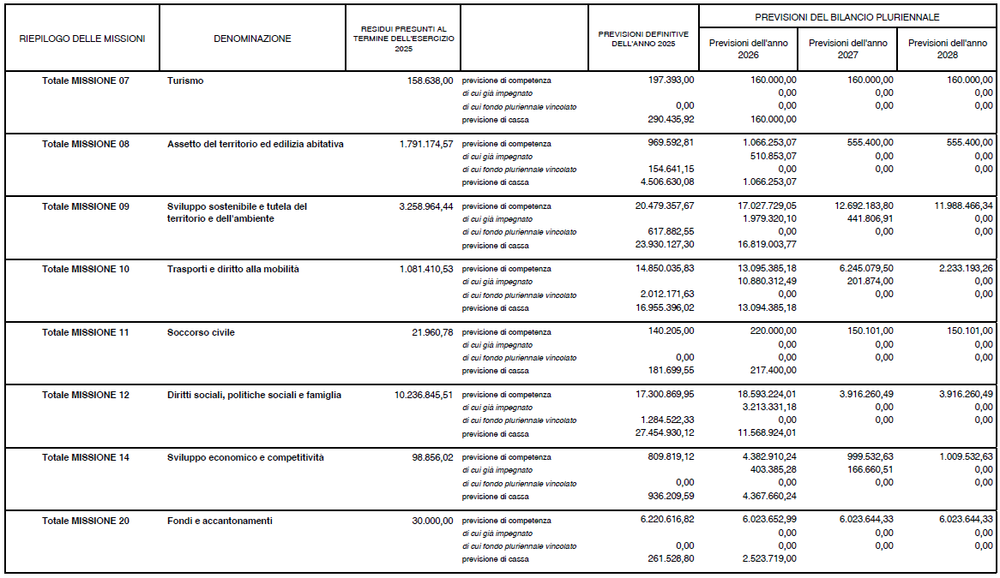 RIEPILOGO DELLE MISSIONI DENOMINAZIONE RESIDUI PRESUNTI AL TERMINE DELL'ESERCIZIO 2025 PREVISIONI DEFINITIVE DELL'ANNO 2025 PREVISIONI DEL BILANCIO PLURIENNALE
Previsioni dell'anno 2026 Previsioni dell'anno 2027 Previsioni dell'anno 2028
Totale MISSIONE 07 Turismo 158.638,00 previsione di competenza 197.393,00 160.000,00 160.000,00 160.000,00
di cui già impegnato 0,00 0,00 0,00
di cui fondo pluriennale vincolato 0,00 0,00 0,00 0,00
previsione di cassa 290.435,92 160.000,00
Totale MISSIONE 08 Assetto del territorio ed edilizia abitativa 1.791.174,57 previsione di competenza 969.592,81 1.066.253,07 555.400,00 555.400,00
di cui già impegnato 510.853,07 0,00 0,00
di cui fondo pluriennale vincolato 154.641,15 0,00 0,00 0,00
previsione di cassa 4.506.630,08 1.066.253,07
Totale MISSIONE 09 Sviluppo sostenibile e tutela del 3.258.964,44 previsione di competenza 20.479.357,67 17.027.729,05 12.692.183,80 11.988.466,34
territorio e dell'ambiente di cui già impegnato 1.979.320,10 441.806,91 0,00
di cui fondo pluriennale vincolato 617.882,55 0,00 0,00 0,00
previsione di cassa 23.930.127,30 16.819.003,77
Totale MISSIONE 10 Trasporti e diritto alla mobilità 1.081.410,53 previsione di competenza 14.850.035,83 13.095.385,18 6.245.079,50 2.233.193,26
di cui già impegnato 10.880.312,49 201.874,00 0,00
di cui fondo pluriennale vincolato 2.012.171,63 0,00 0,00 0,00
previsione di cassa 16.955.396,02 13.094.385,18
Totale MISSIONE 11 Soccorso civile 21.960,78 previsione di competenza 140.205,00 220.000,00 150.101,00 150.101,00
di cui già impegnato 0,00 0,00 0,00
di cui fondo pluriennale vincolato 0,00 0,00 0,00 0,00
previsione di cassa 181.699,55 217.400,00
Totale MISSIONE 12 Diritti sociali, politiche sociali e famiglia 10.236.845,51 previsione di competenza 17.300.869,95 18.593.224,01 3.916.260,49 3.916.260,49
di cui già impegnato 3.213.331,18 0,00 0,00
di cui fondo pluriennale vincolato 1.284.522,33 0,00 0,00 0,00
previsione di cassa 27.454.930,12 11.568.924,01
Totale MISSIONE 14 Sviluppo economico e competitività 98.856,02 previsione di competenza 809.819,12 4.382.910,24 999.532,63 1.009.532,63
di cui già impegnato 403.385,28 166.660,51 0,00
di cui fondo pluriennale vincolato 0,00 0,00 0,00 0,00
previsione di cassa 936.209,59 4.367.660,24
Totale MISSIONE 20 Fondi e accantonamenti 30.000,00 previsione di competenza 6.220.616,82 6.023.652,99 6.023.644,33 6.023.644,33
di cui già impegnato 0,00 0,00 0,00
di cui fondo pluriennale vincolato 0,00 0,00 0,00 0,00
previsione di cassa 261.528,80 2.523.719,00